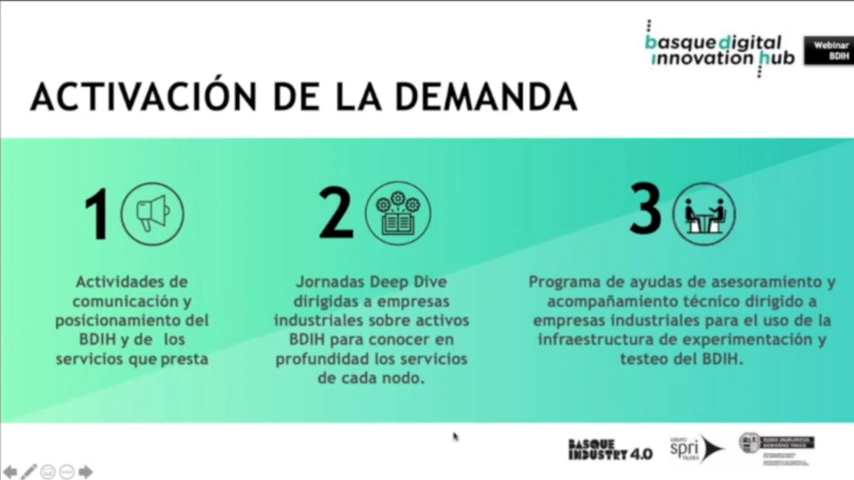 basque digital
innovation hub
Webinar
BDIH
ACTIVACIÓN DE LA DEMANDA
1
Actividades de
comunicación y
posicionamiento del
BDIH y de los
servicios que presta
2
Jornadas Deep Dive
dirigidas a empresas
industriales sobre activos
BDIH para conocer en
profundidad los servicios
de cada nodo.
3
Programa de ayudas de asesoramiento y
acompañamiento técnico dirigido a
empresas industriales para el uso de la
infraestructura de experimentación y
testeo del BDIH.
BASQUE
INDUSTRY 4.0
GRUPO
spri
TALDEA